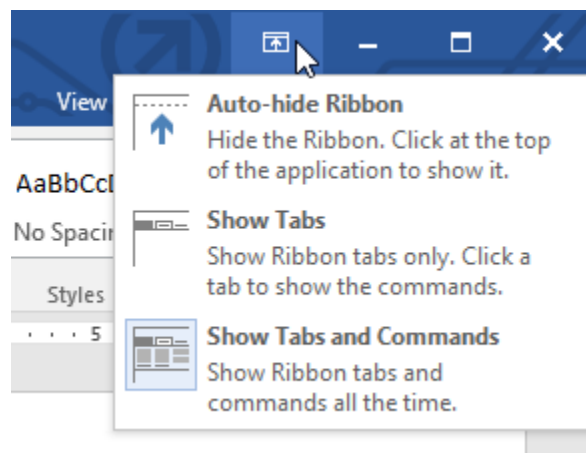 View
Auto-hide Ribbon
Hide the Ribbon. Click at the top
of the application to show it.
AaBbCcD
Show Tabs
No Spacin
Show Ribbon tabs only. Click a
tab to show the commands.
Styles
5
Show Tabs and Commands
Show Ribbon tabs and
commands all the time.